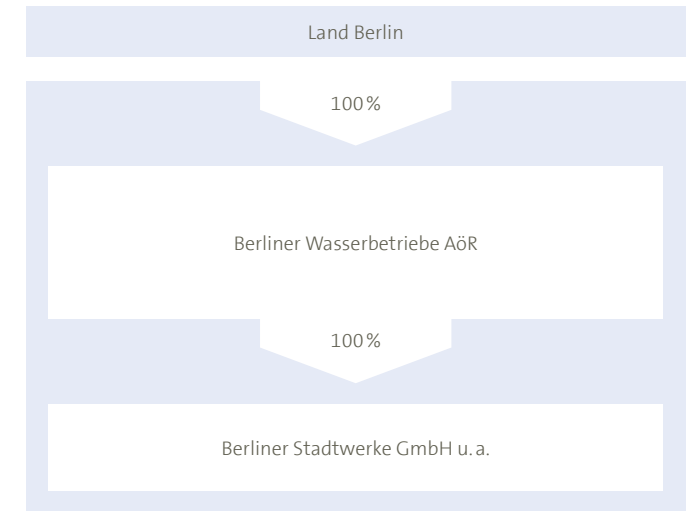 Land Berlin
100 %
Berliner Wasserbetriebe AöR
100 %
Berliner Stadtwerke GmbH u. a.